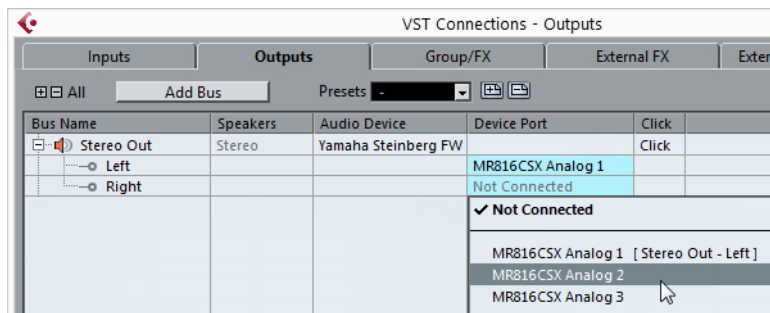 VST Connections - Outputs
Inputs Outputs Group/FX External FX Exter
All Add Bus Presets -
Bus Name Speakers Audio Device Device Port Click
Stereo Out Stereo Yamaha Steinberg FW Click
Left MR816CSX Analog 1
Right Not Connected
✓ Not Connected
MR816CSX Analog 1 [ Stereo Out - Left ]
MR816CSX Analog 2
MR816CSX Analog 3